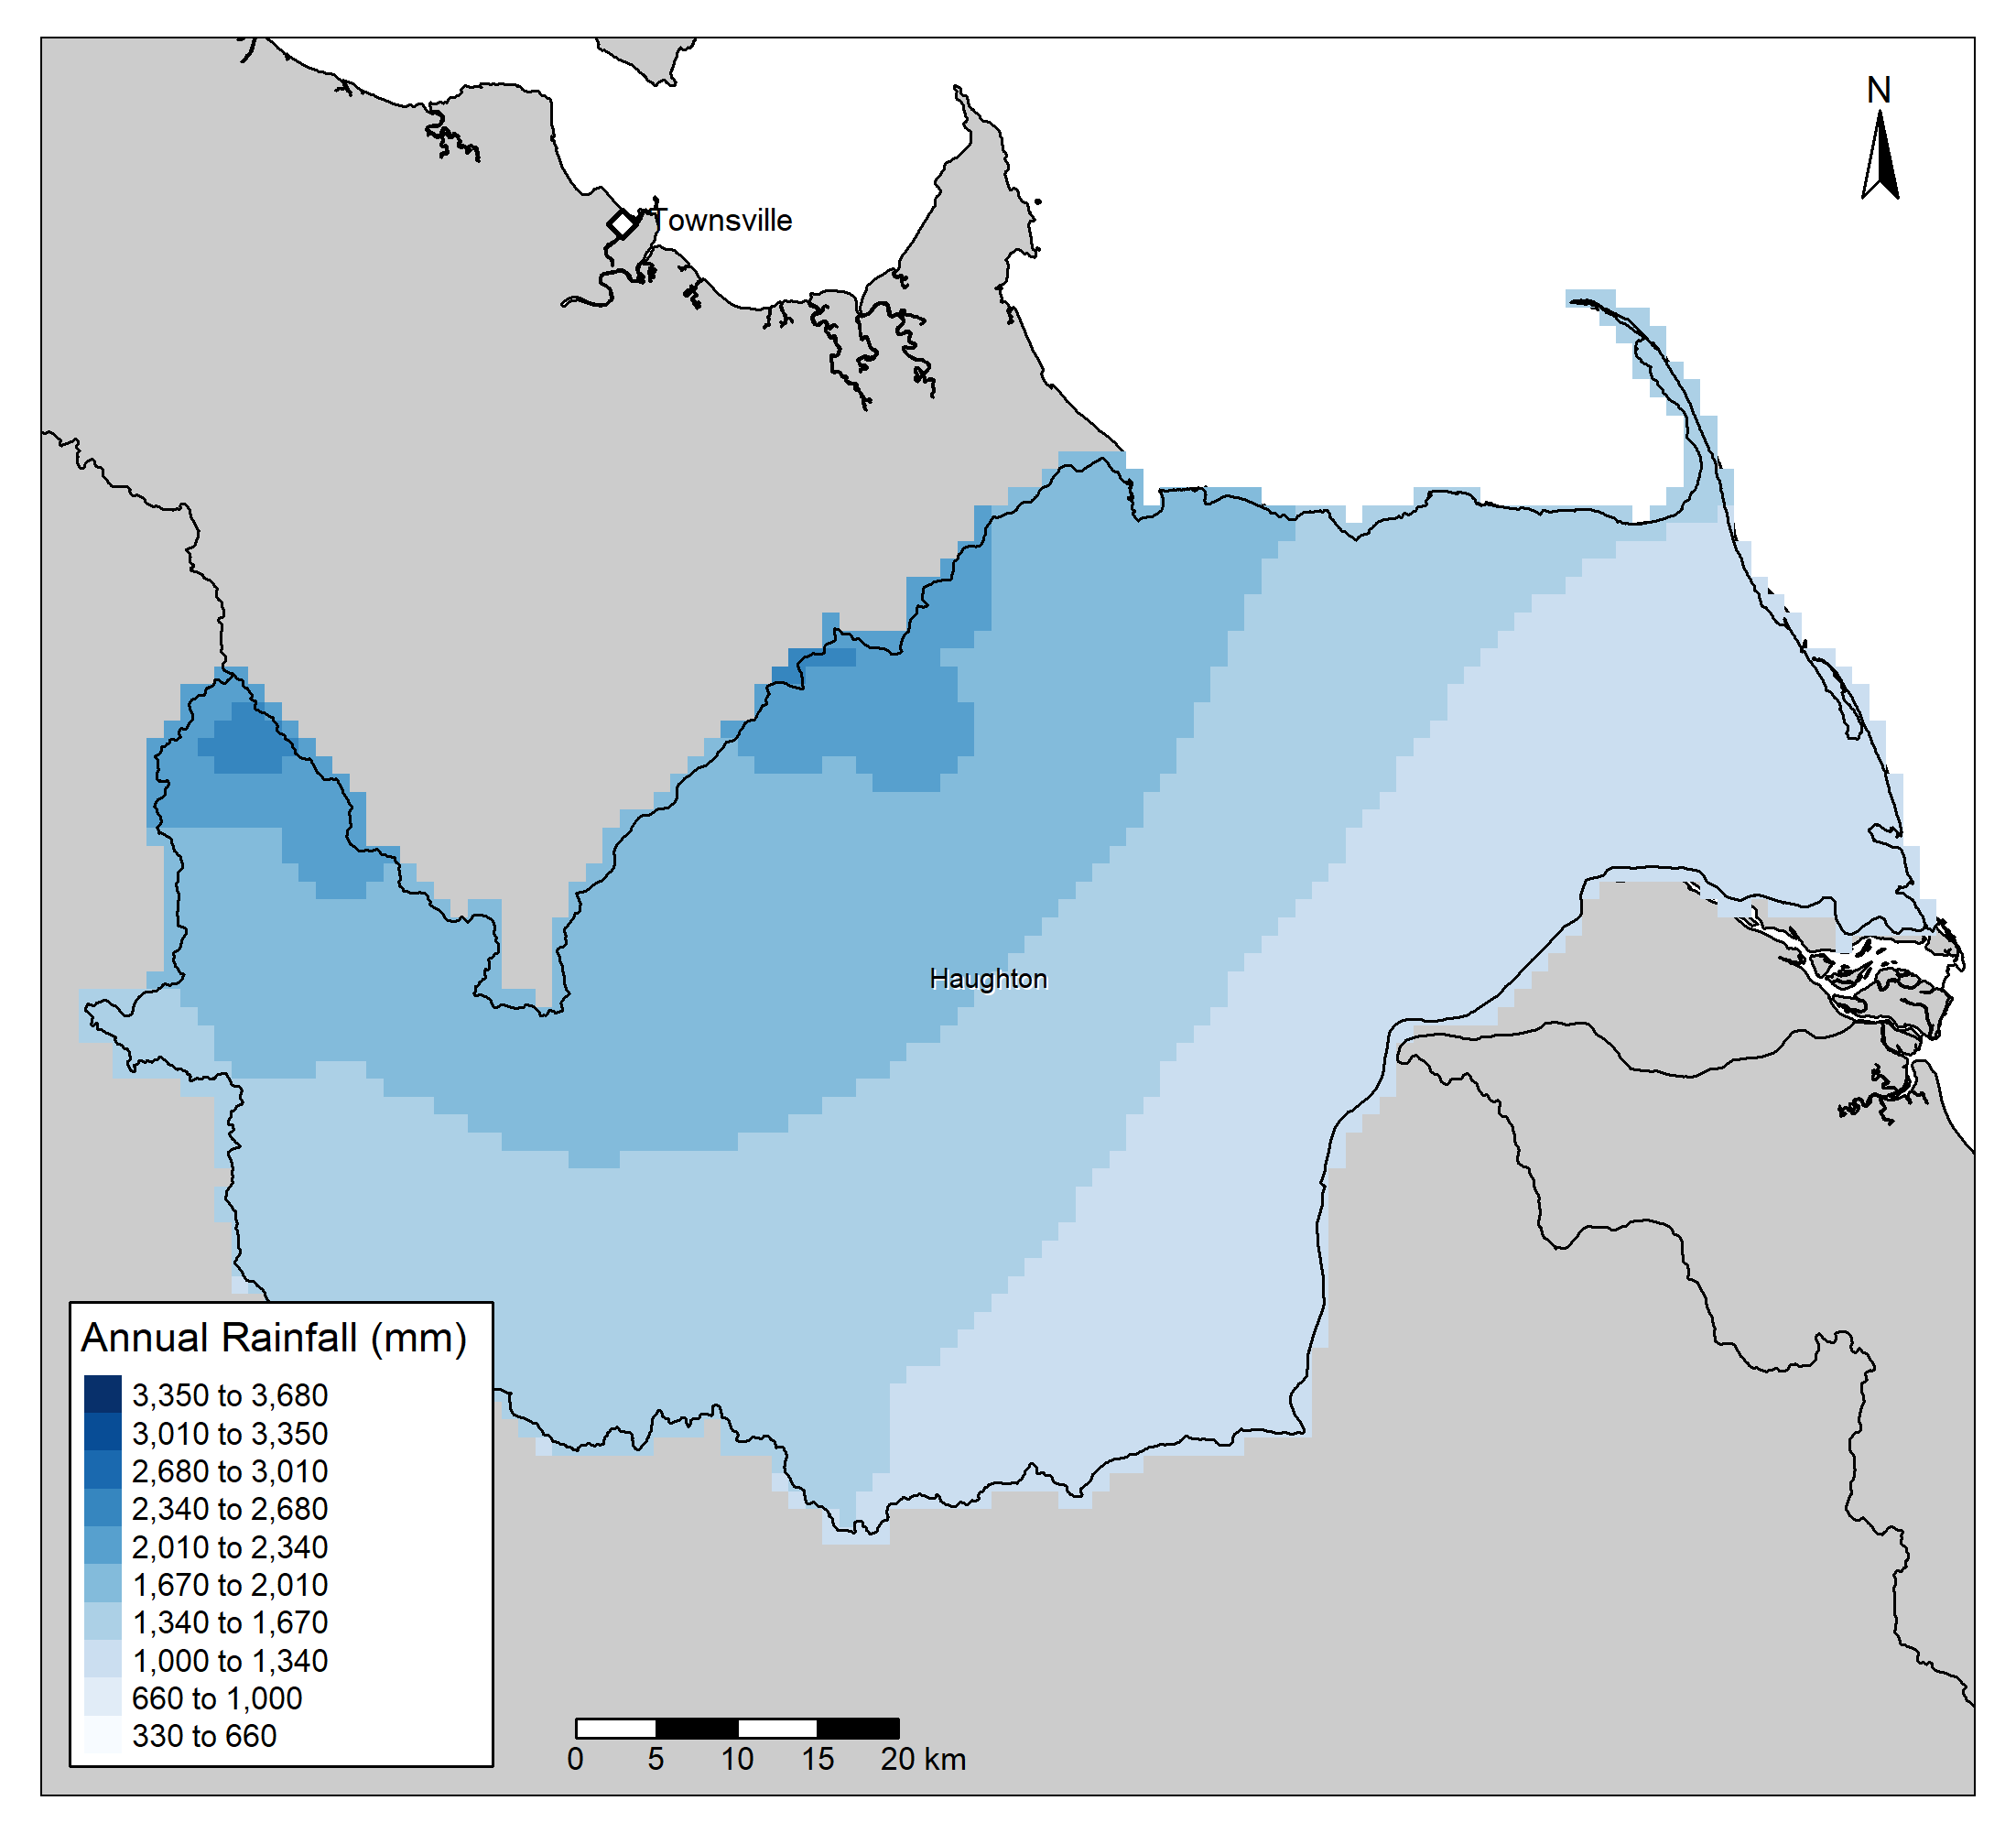 N
Townsville
Haughton
Annual Rainfall (mm)
3,350 to 3,680
3,010 to 3,350
2,680 to 3,010
2,340 to 2,680
2,010 to 2,340
1,670 to 2,010
1,340 to 1,670
1,000 to 1,340
660 to 1,000
330 to 660
0 5 10 15 20 km